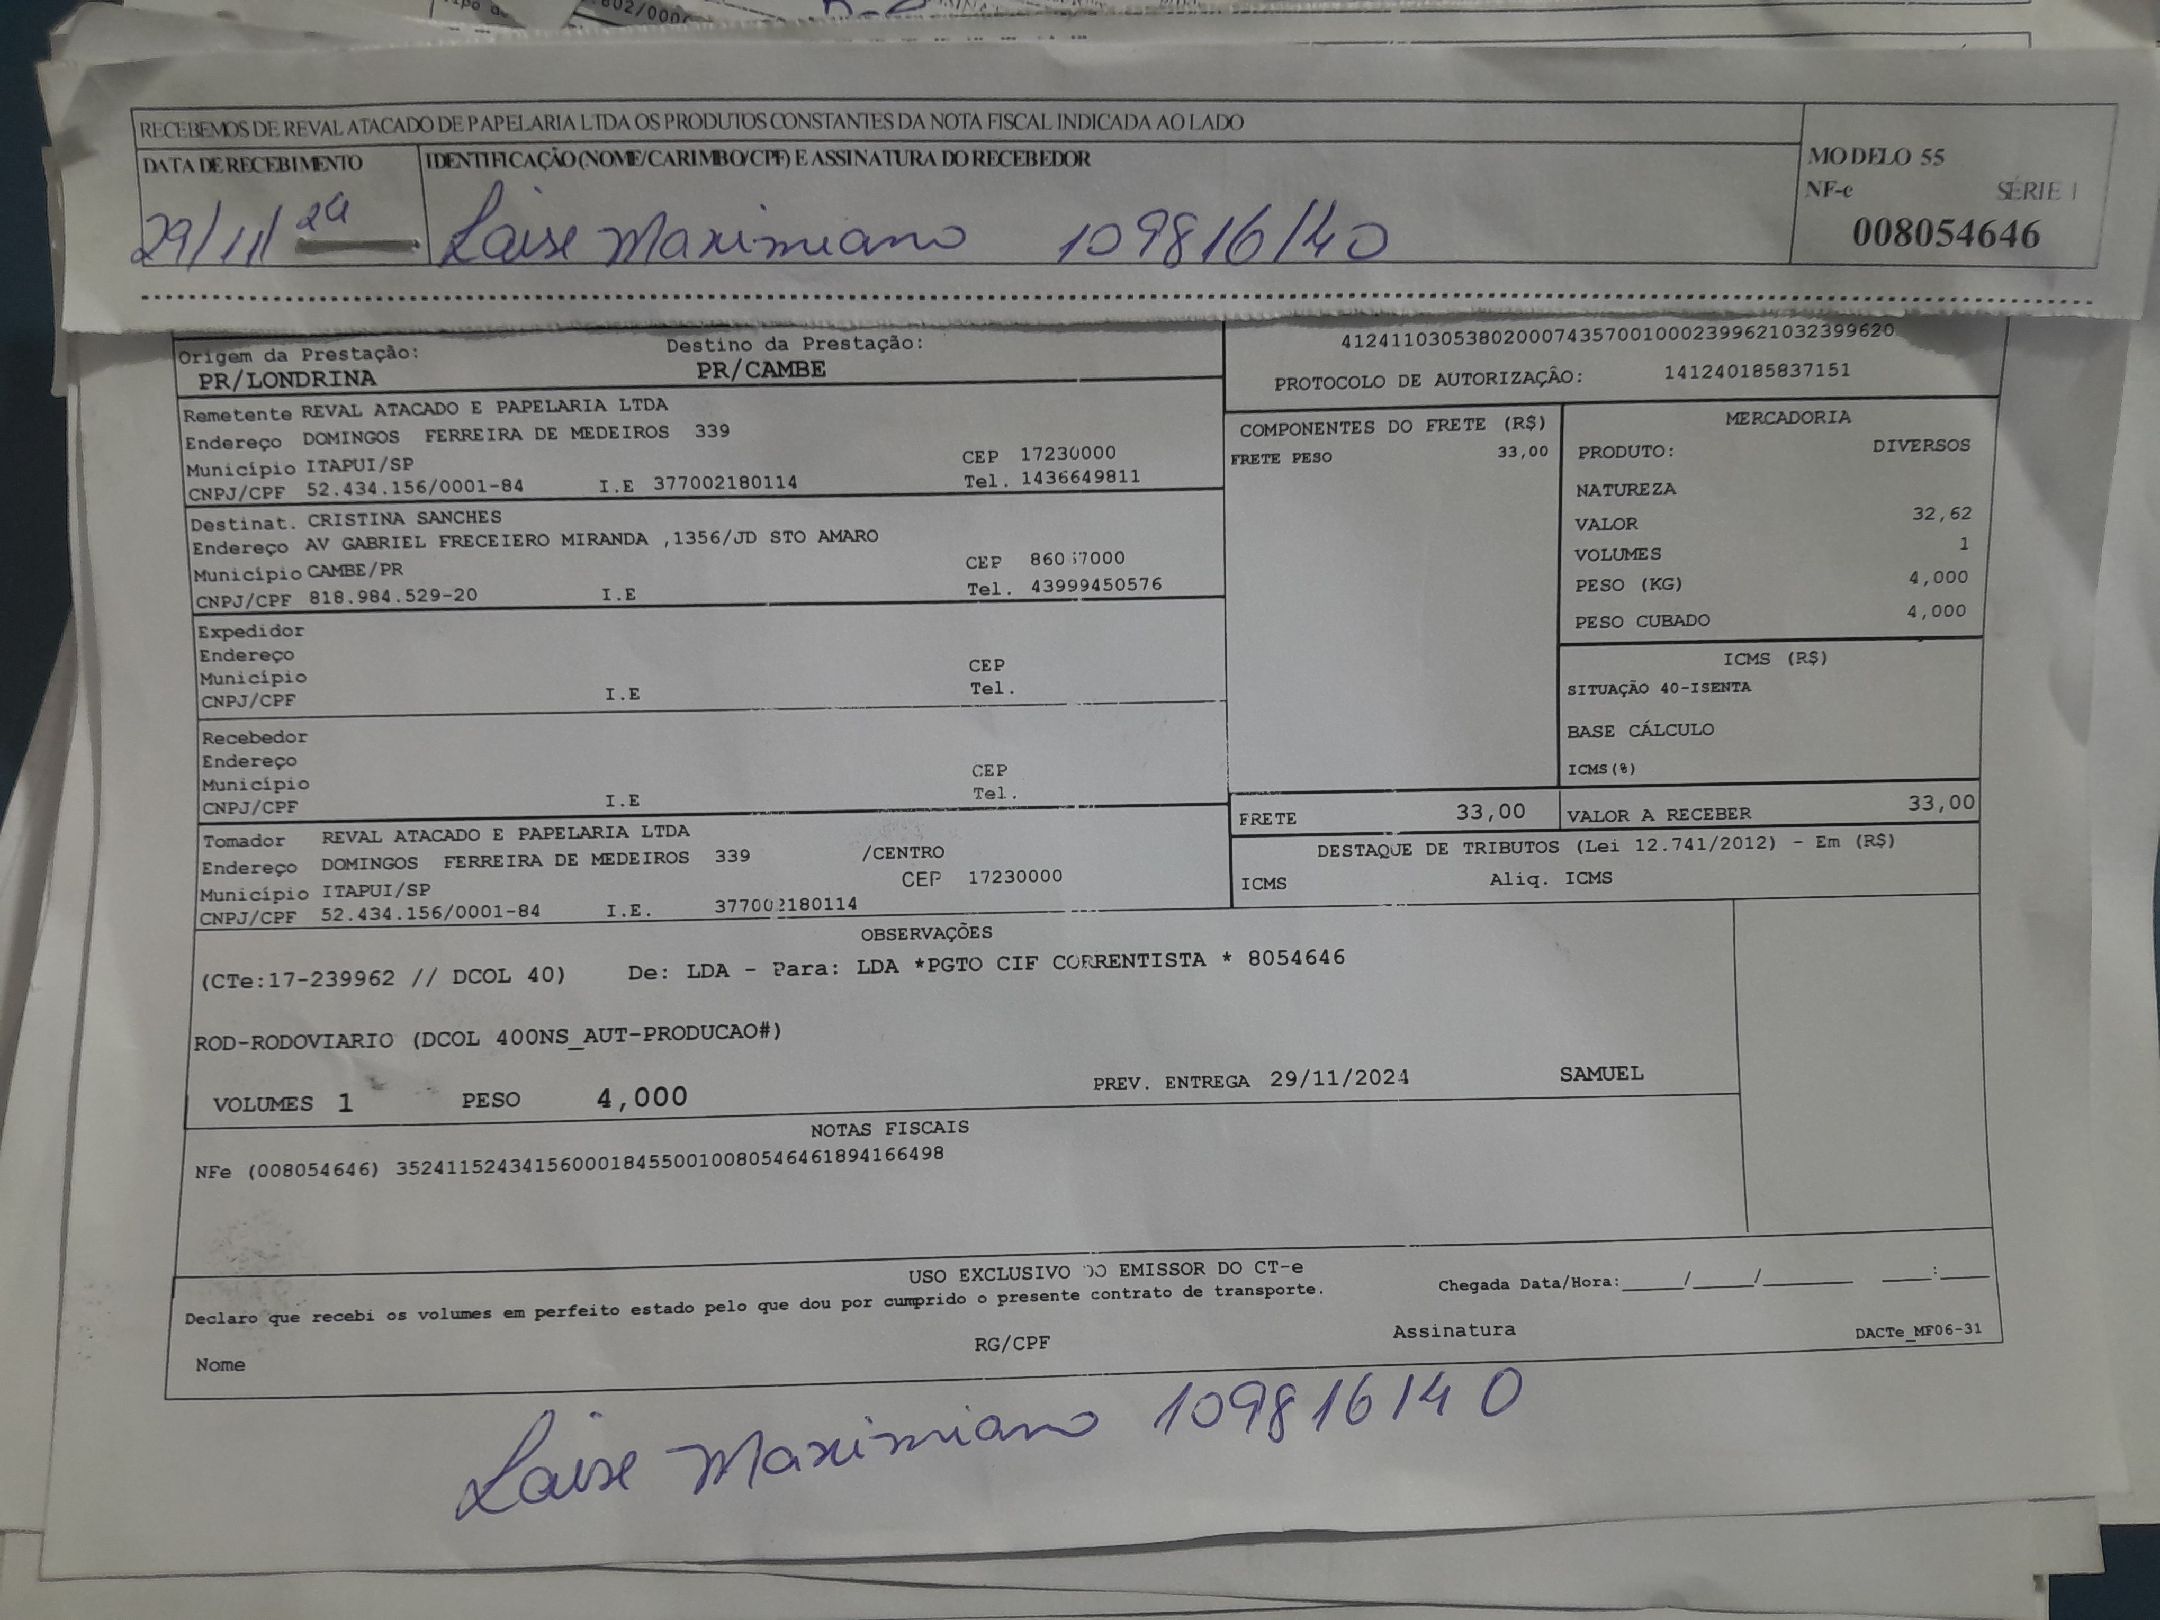 802/000
RECEBEMOS DE REVAL ATACADO DE PAPELARIA LTDA OS PRODUTOS CONSTANTES DA NOTA FISCAL INDICADA AO LADO
DATA DE RECEBIMENTO IDENTIFICAÇÃO (NOME/CARIMBO/CPF) E ASSINATURA DO RECEBEDOR
MODELO 55
NF-e SÉRIE 1
008054646
29/11/24 Laise Maximiano 109816140
41241103053802000743570010002399621032399620
Origem da Prestação: Destino da Prestação:
PR/LONDRINA PR/CAMBE
PROTOCOLO DE AUTORIZAÇÃO: 141240185837151
Remetente REVAL ATACADO E PAPELARIA LTDA
Endereço DOMINGOS FERREIRA DE MEDEIROS 339
Município ITAPUI/SP CEP 17230000
CNPJ/CPF 52.434.156/0001-84 I.E 377002180114 Tel. 1436649811
COMPONENTES DO FRETE (R$)
FRETE PESO 33,00
MERCADORIA
PRODUTO: DIVERSOS
NATUREZA
VALOR 32,62
VOLUMES 1
PESO (KG) 4,000
PESO CUBADO 4,000
Destinat. CRISTINA SANCHES
Endereço AV GABRIEL FRECEIERO MIRANDA ,1356/JD STO AMARO
Município CAMBE/PR CEP
CNPJ/CPF 818.984.529-20 I.E Tel. 43999450576
Expedidor
Endereço
Município CEP
CNPJ/CPF I.E Tel.
ICMS (R$)
SITUAÇÃO 40-ISENTA
BASE CÁLCULO
ICMS(%)
Recebedor
Endereço
Município CEP
CNPJ/CPF I.E Tel.
FRETE 33,00 VALOR A RECEBER 33,00
Tomador REVAL ATACADO E PAPELARIA LTDA
Endereço DOMINGOS FERREIRA DE MEDEIROS 339 /CENTRO
Município ITAPUI/SP CEP 17230000
CNPJ/CPF 52.434.156/0001-84 I.E. 377002180114
DESTAQUE DE TRIBUTOS (Lei 12.741/2012) - Em (R$)
ICMS Aliq. ICMS
OBSERVAÇÕES
(CTe:17-239962 // DCOL 40) De: LDA - Para: LDA *PGTO CIF CORRENTISTA * 8054646
ROD-RODOVIARIO (DCOL 400NS_AUT-PRODUCAO#)
VOLUMES 1 PESO 4,000 PREV. ENTREGA 29/11/2024 SAMUEL
NOTAS FISCAIS
NFe (008054646) 35241152434156000184550010080546461894166498
USO EXCLUSIVO DO EMISSOR DO CT-e
Declaro que recebi os volumes em perfeito estado pelo que dou por cumprido o presente contrato de transporte. Chegada Data/Hora:_____/_____/_______ ____:____
Nome RG/CPF Assinatura DACTe_MF06-31
Laise Maximiano 109816140